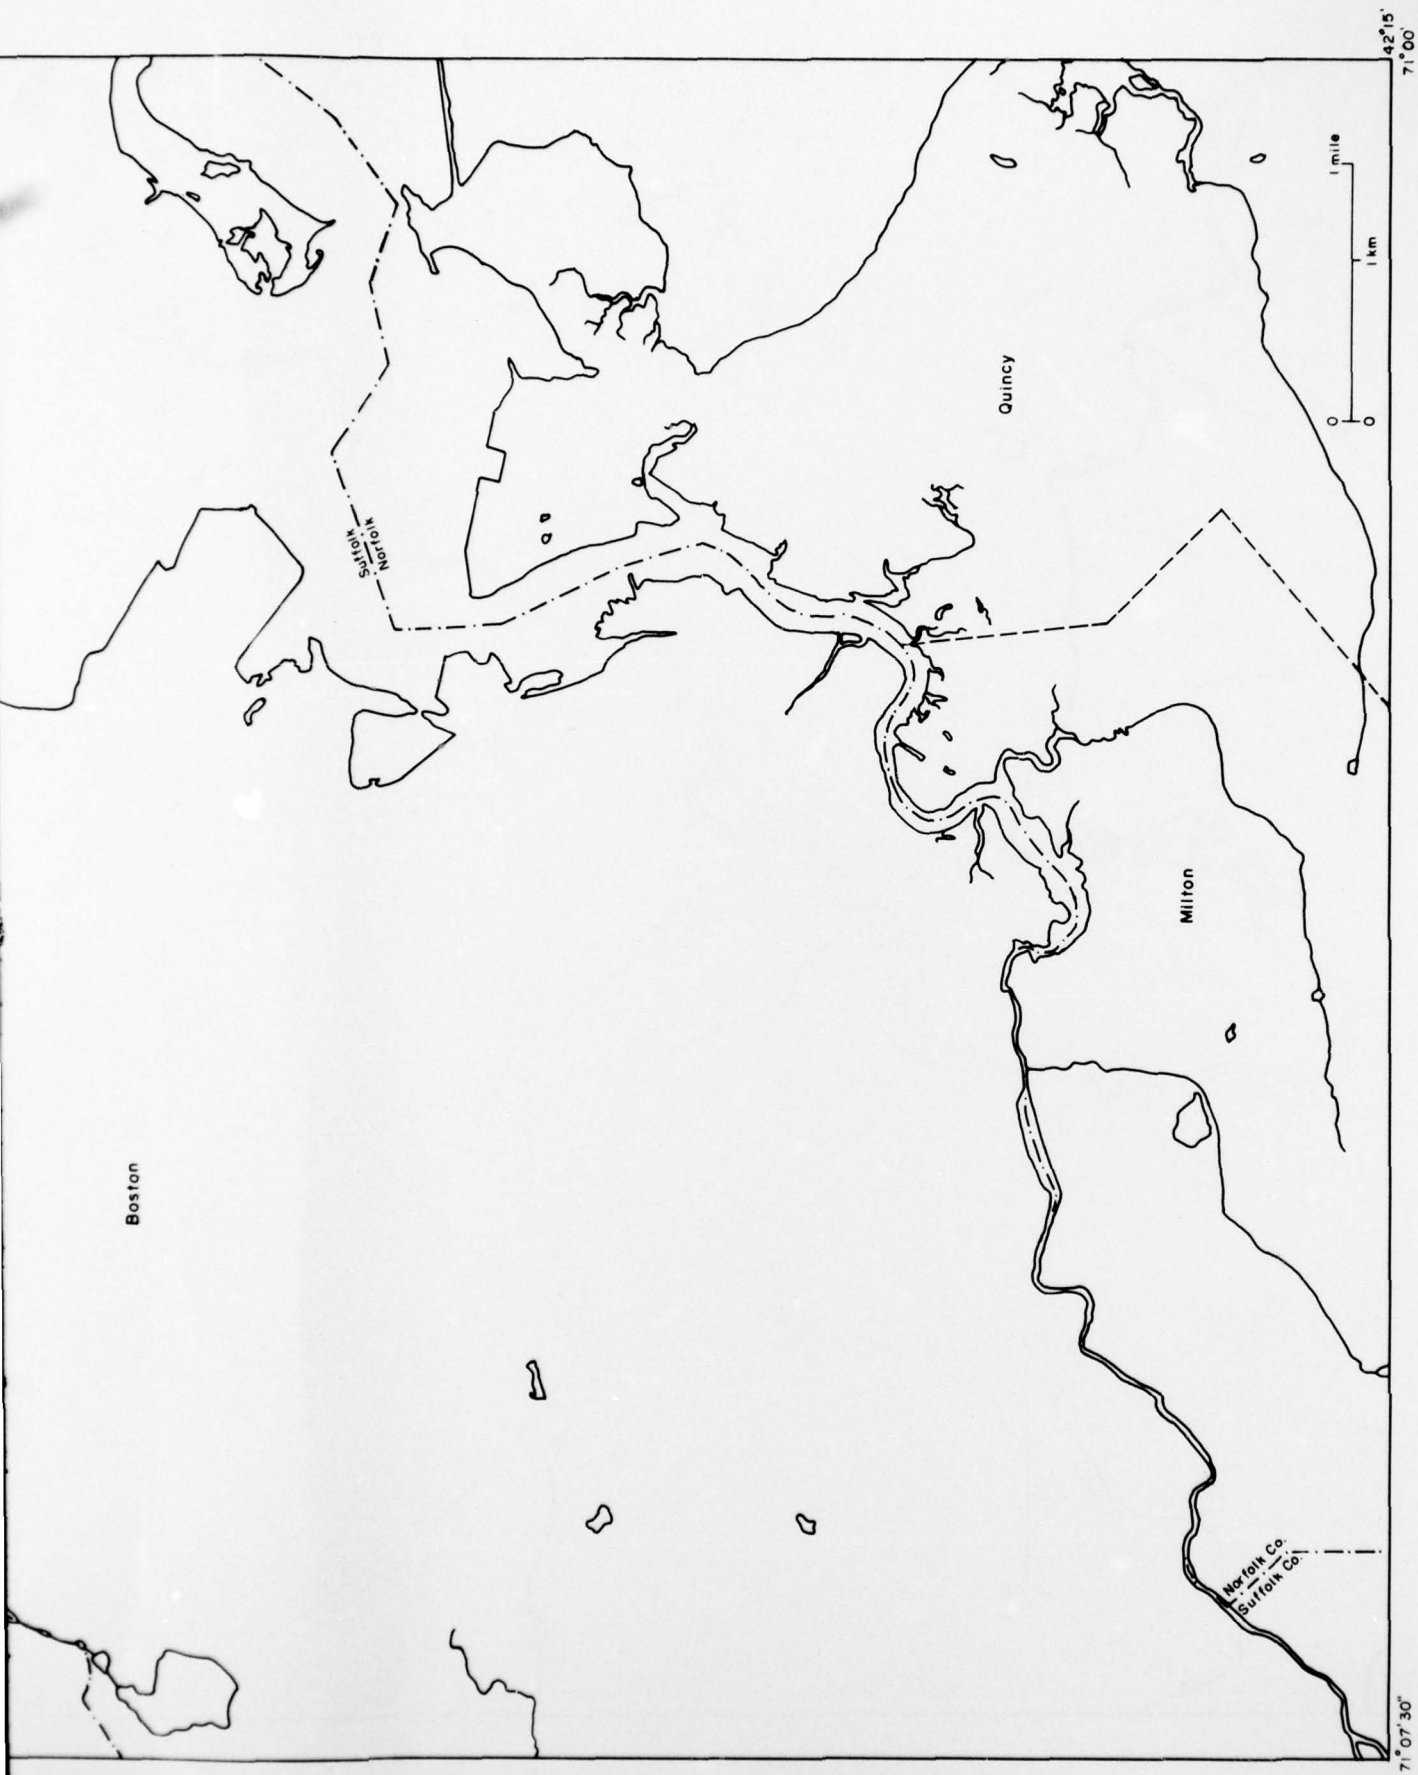 Boston
Suffolk
Norfolk
Quincy
Milton
Norfolk Co.
Suffolk Co.
1 mile
0
1 km
0
42°15'
71°00'
71°07'30"